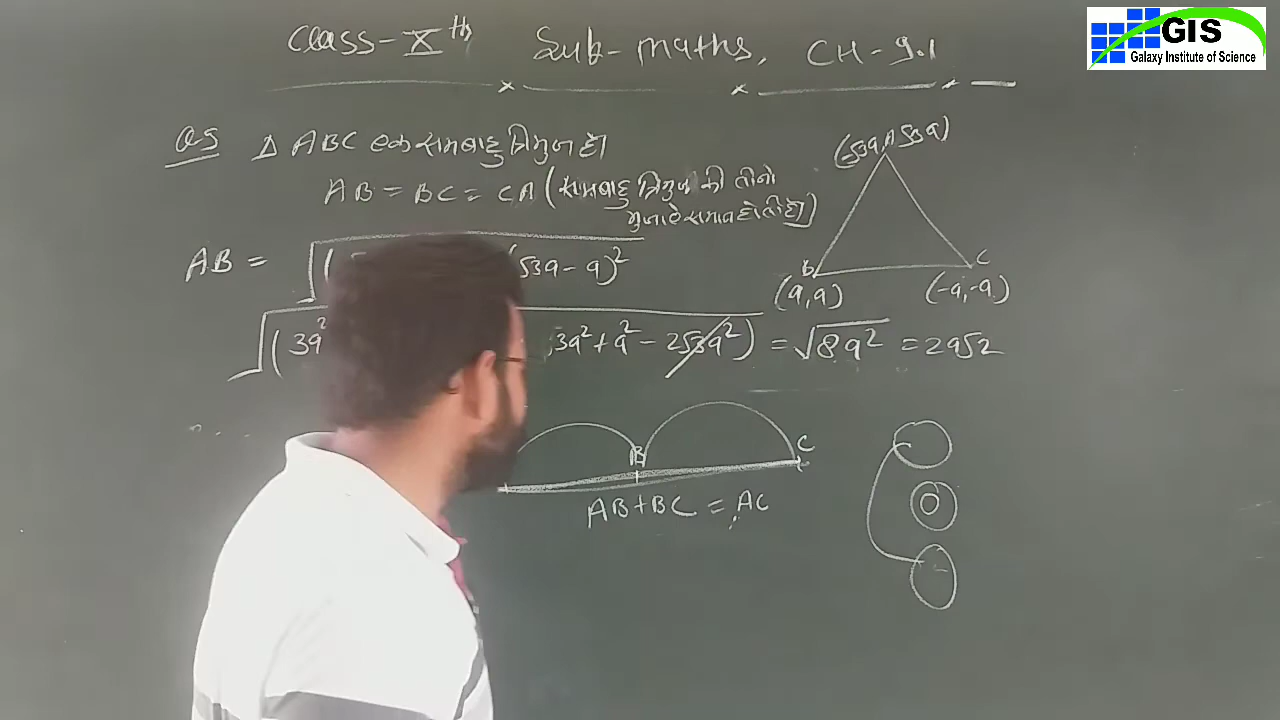 GIS
Galaxy Institute of Science
Class-Xth Sub-maths, CH-9.1
Q5 Δ ABC एक समबाहु त्रिभुज है।
AB = BC = CA (समबाहु त्रिभुज की तीनो
भुजाऐ समान होती है।)
(-√3a, √3a)
A
B
C
(a,a)
(-a,-a)
AB = √( √3a - a)²
√(3a² 3a² + a² - 2√3a²) = √8a² = 2a√2
B
C
AB+BC = AC